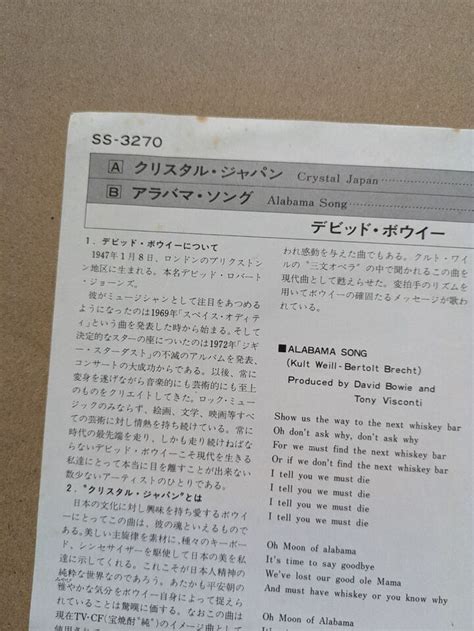 SS-3270
A クリスタル・ジャパン Crystal Japan
B アラバマ・ソング Alabama Song
デビッド・ボウイー
1. デビッド・ボウイーについて
1947年1月8日、ロンドンのブリクストン
地区に生まれる。本名デビッド・ロバート
・ジョーンズ。
彼がミュージシャンとして注目をあつめる
ようになったのは1969年「スペイス・オディテ
ィ」という曲を発表した時から始まる。そして
決定的なスターの座についたのは1972年「ジギ
ー・スターダスト」の不滅のアルバムを発表、
コンサートの大成功からである。以後、常に
変身を遂げながら音楽的にも芸術的にも至上
のものをクリエイトしてきた。ロック・ミュー
ジックのみならず、絵画、文学、映画等すべ
ての芸術に対し情熱を持ち続けている。常に
時代の最先端を走り、しかも走り続けねばな
らないデビッド・ボウイーこそ現代を生きる
私達にとって本当に目を離すことが出来ない
数少ないアーティストのひとりである。
2. "クリスタル・ジャパン"とは
日本の文化に対し興味を持ち愛するボウイ
ーにとってこの曲は、彼の魂といえるもので
ある。美しい主旋律を素材に、種々のキーボー
ド、シンセサイザーを駆使して日本の美を私
達に示してくれる。これこそが日本人精神の
純粋な世界なのであろう。あたかも平安朝の
雅やかな気分をボウイー自身によって捉えら
れていることは驚嘆に価する。なおこの曲は
現在TV-CF(宝焼酎"純")のイメージ曲として
使用され
われ感動を与えた曲でもある。クルト・ワイ
ルの"三文オペラ"の中で聞かれるこの曲を
現代曲として甦えらせた。変拍手のリズムを
用いてボウイーの確固たるメッセージが歌わ
れている。
■ALABAMA SONG
(Kult Weill-Bertolt Brecht)
Produced by David Bowie and
Tony Visconti
Show us the way to the next whiskey bar
Oh don't ask why, don't ask why
For we must find the next whiskey bar
Or if we don't find the next whiskey bar
I tell you we must die
I tell you we must die
I tell you we must die
I tell you we must die
Oh Moon of alabama
It's time to say goodbye
We've lost our good ole Mama
And must have whiskey or you know why
Oh Moon of Alabama